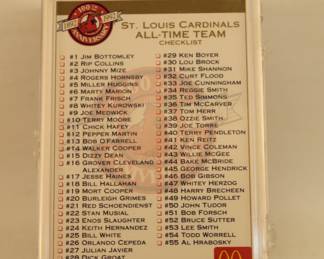 100TH
ANNIVERSARY
1892 1992
ST. LOUIS CARDINALS
ALL-TIME TEAM
CHECKLIST
#1 JIM BOTTOMLEY
#2 RIP COLLINS
#3 JOHNNY MIZE
#4 ROGERS HORNSBY
#5 MILLER HUGGINS
#6 MARTY MARION
#7 FRANK FRISCH
#8 WHITEY KUROWSKI
#9 JOE MEDWICK
#10 TERRY MOORE
#11 CHICK HAFEY
#12 PEPPER MARTIN
#13 BOB O'FARRELL
#14 WALKER COOPER
#15 DIZZY DEAN
#16 GROVER CLEVELAND
ALEXANDER
#17 JESSE HAINES
#18 BILL HALLAHAN
#19 MORT COOPER
#20 BURLEIGH GRIMES
#21 RED SCHOENDIENST
#22 STAN MUSIAL
#23 ENOS SLAUGHTER
#24 KEITH HERNANDEZ
#25 BILL WHITE
#26 ORLANDO CEPEDA
#27 JULIAN JAVIER
#28 DICK GROAT
#29 KEN BOYER
#30 LOU BROCK
#31 MIKE SHANNON
#32 CURT FLOOD
#33 JOE CUNNINGHAM
#34 REGGIE SMITH
#35 TED SIMMONS
#36 TIM McCARVER
#37 TOM HERR
#38 OZZIE SMITH
#39 JOE TORRE
#40 TERRY PENDLETON
#41 KEN REITZ
#42 VINCE COLEMAN
#43 WILLIE McGEE
#44 BAKE McBRIDE
#45 GEORGE HENDRICK
#46 BOB GIBSON
#47 WHITEY HERZOG
#48 HARRY BRECHEEN
#49 HOWARD POLLET
#50 JOHN TUDOR
#51 BOB FORSCH
#52 BRUCE SUTTER
#53 LEE SMITH
#54 TODD WORRELL
#55 AL HRABOSKY